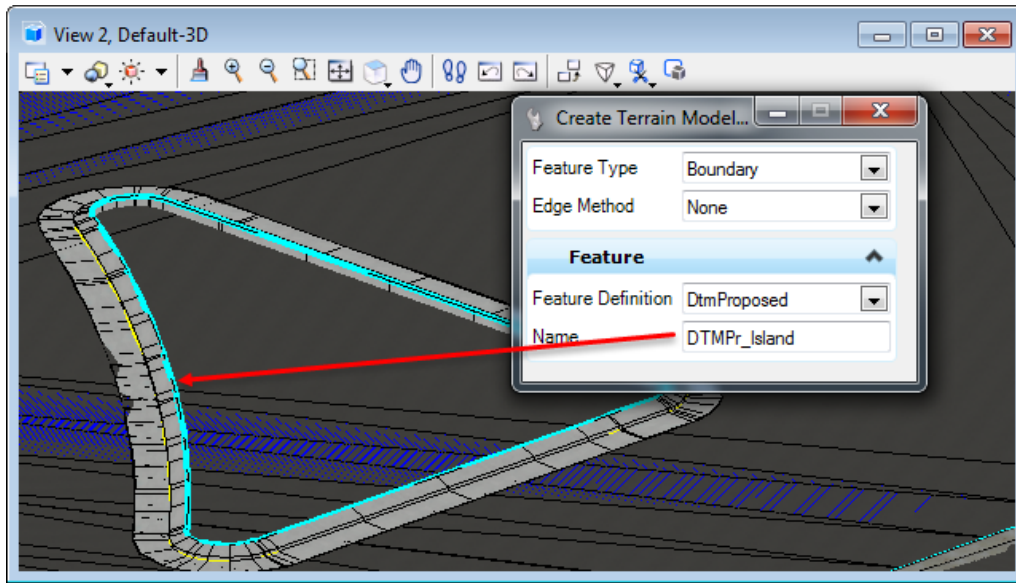 View 2, Default-3D
Create Terrain Model...
Feature Type Boundary
Edge Method None
Feature
Feature Definition DtmProposed
Name DTMPr_Island